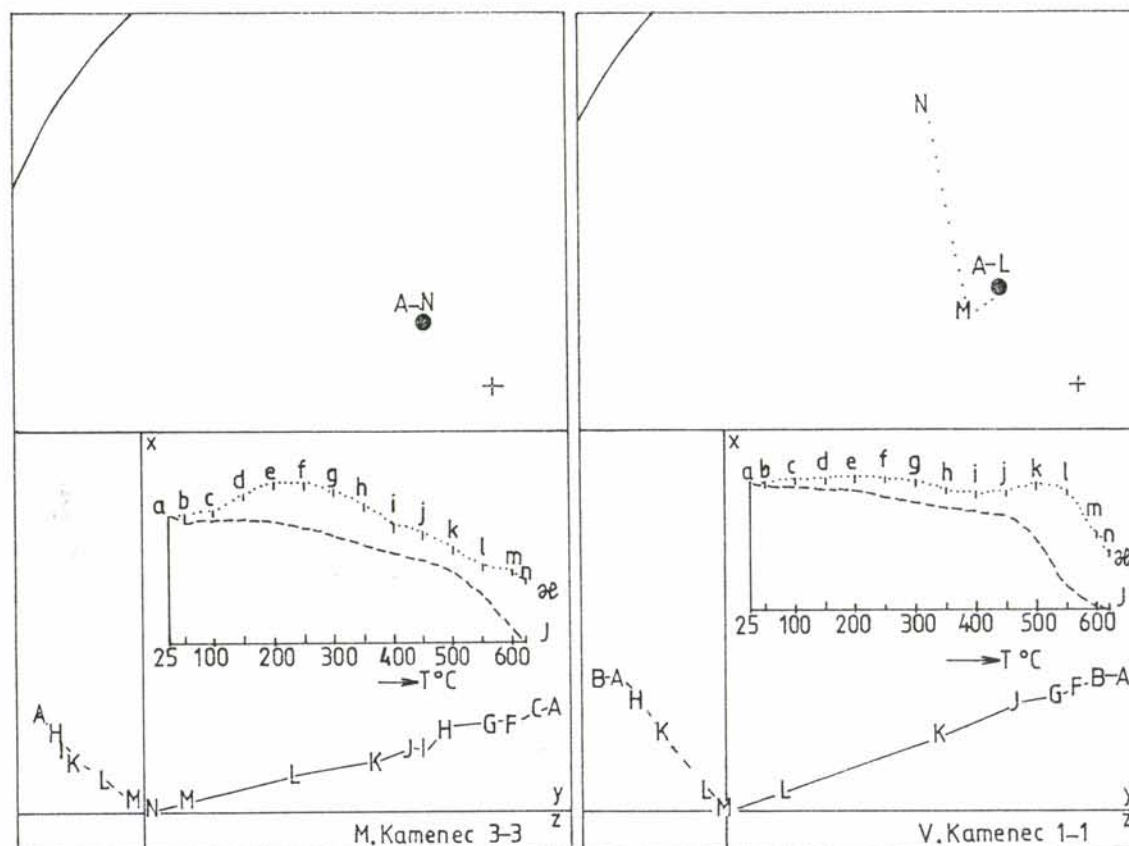 A-N
x
a b c d e f g h i j k l m n
æ
J
25 100 200 300 400 500 600
T°C
A
H
I
K
L
M
N
M
L
K
J-I
H
G-F
C-A
y
z
M. Kamenec 3-3
N
A-L
M
x
a b c d e f g h i j k l m n
æ
J
25 100 200 300 400 500 600
T°C
B-A
H
K
L
M
L
K
J
G-F
B-A
y
z
V. Kamenec 1-1